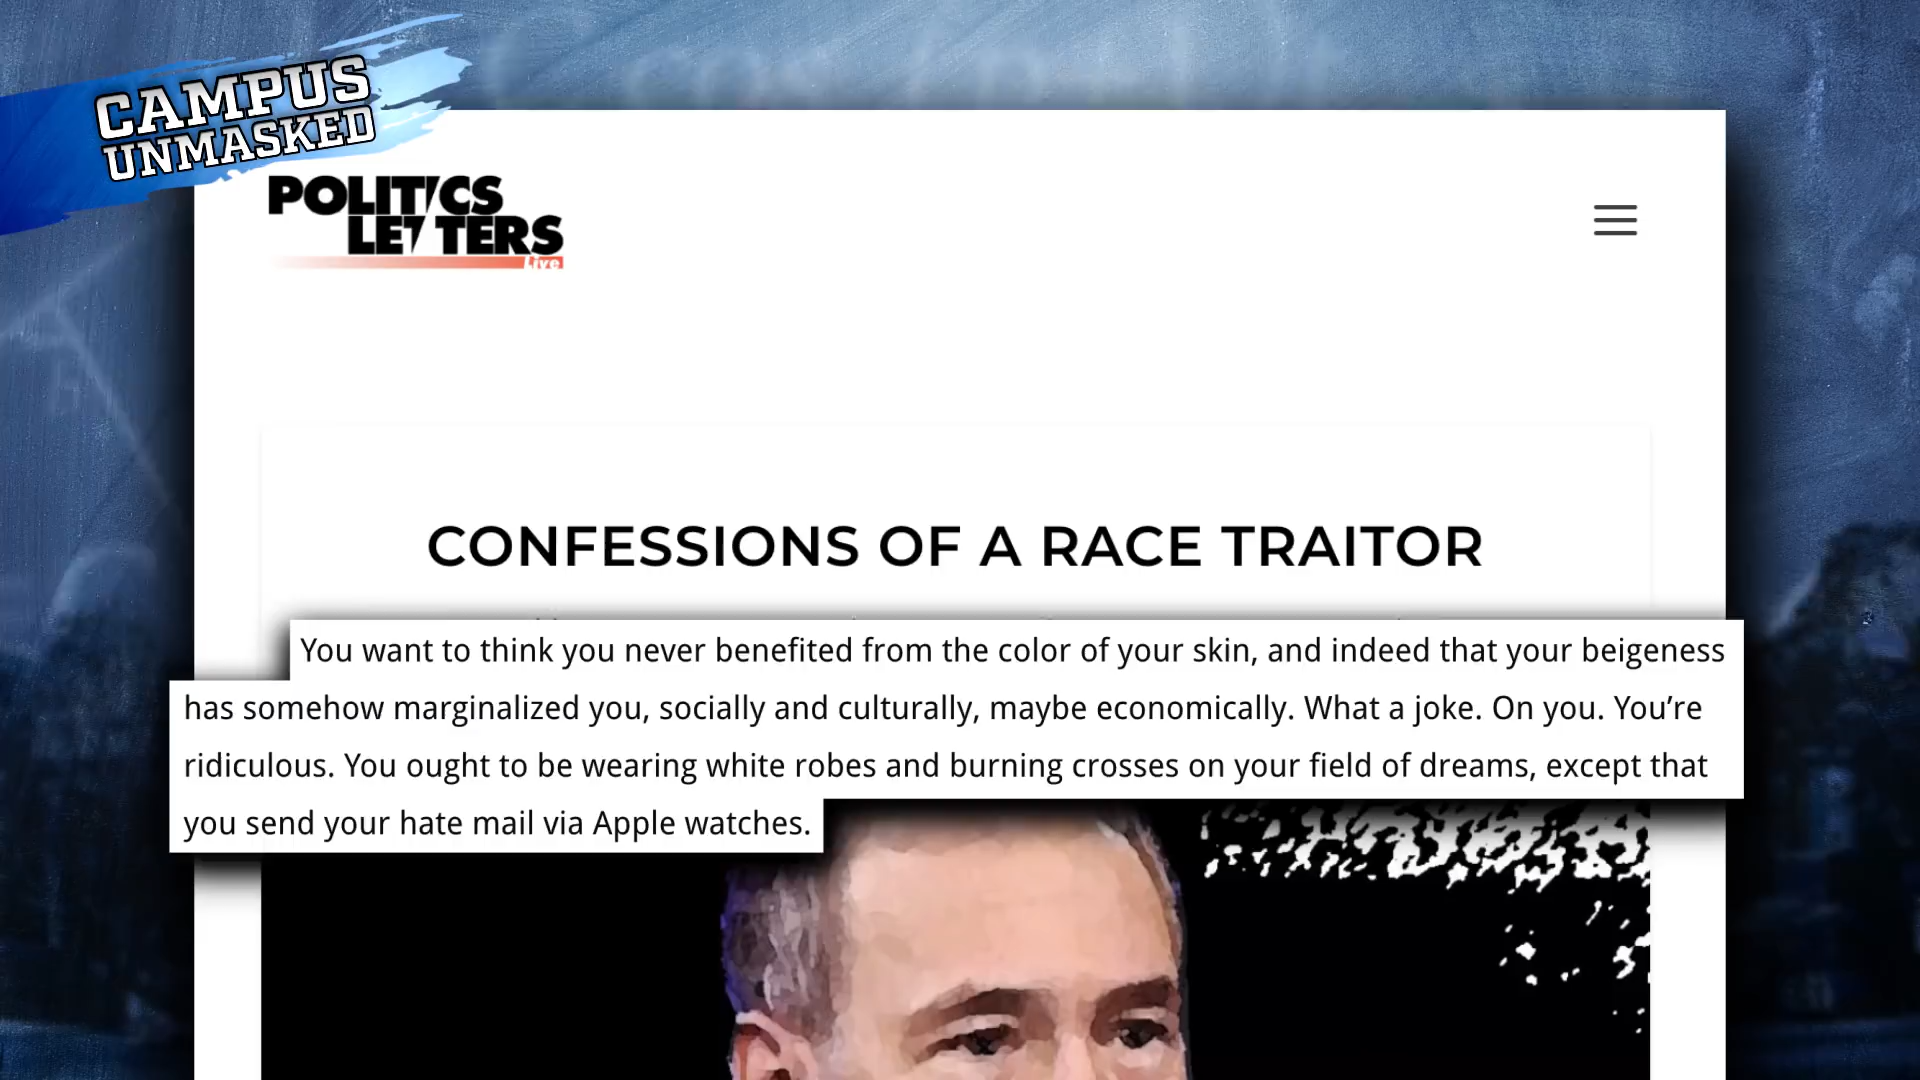 CAMPUS
UNMASKED
POLITICS
LETTERS
Live
CONFESSIONS OF A RACE TRAITOR
You want to think you never benefited from the color of your skin, and indeed that your beigeness
has somehow marginalized you, socially and culturally, maybe economically. What a joke. On you. You’re
ridiculous. You ought to be wearing white robes and burning crosses on your field of dreams, except that
you send your hate mail via Apple watches.